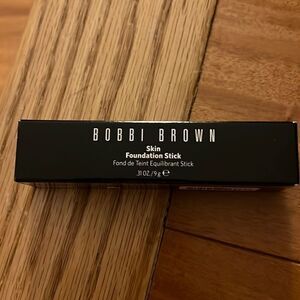 BOBBI BROWN
Skin
Foundation Stick
Fond de Teint Equilibrant Stick
.31 OZ./9 g ℮